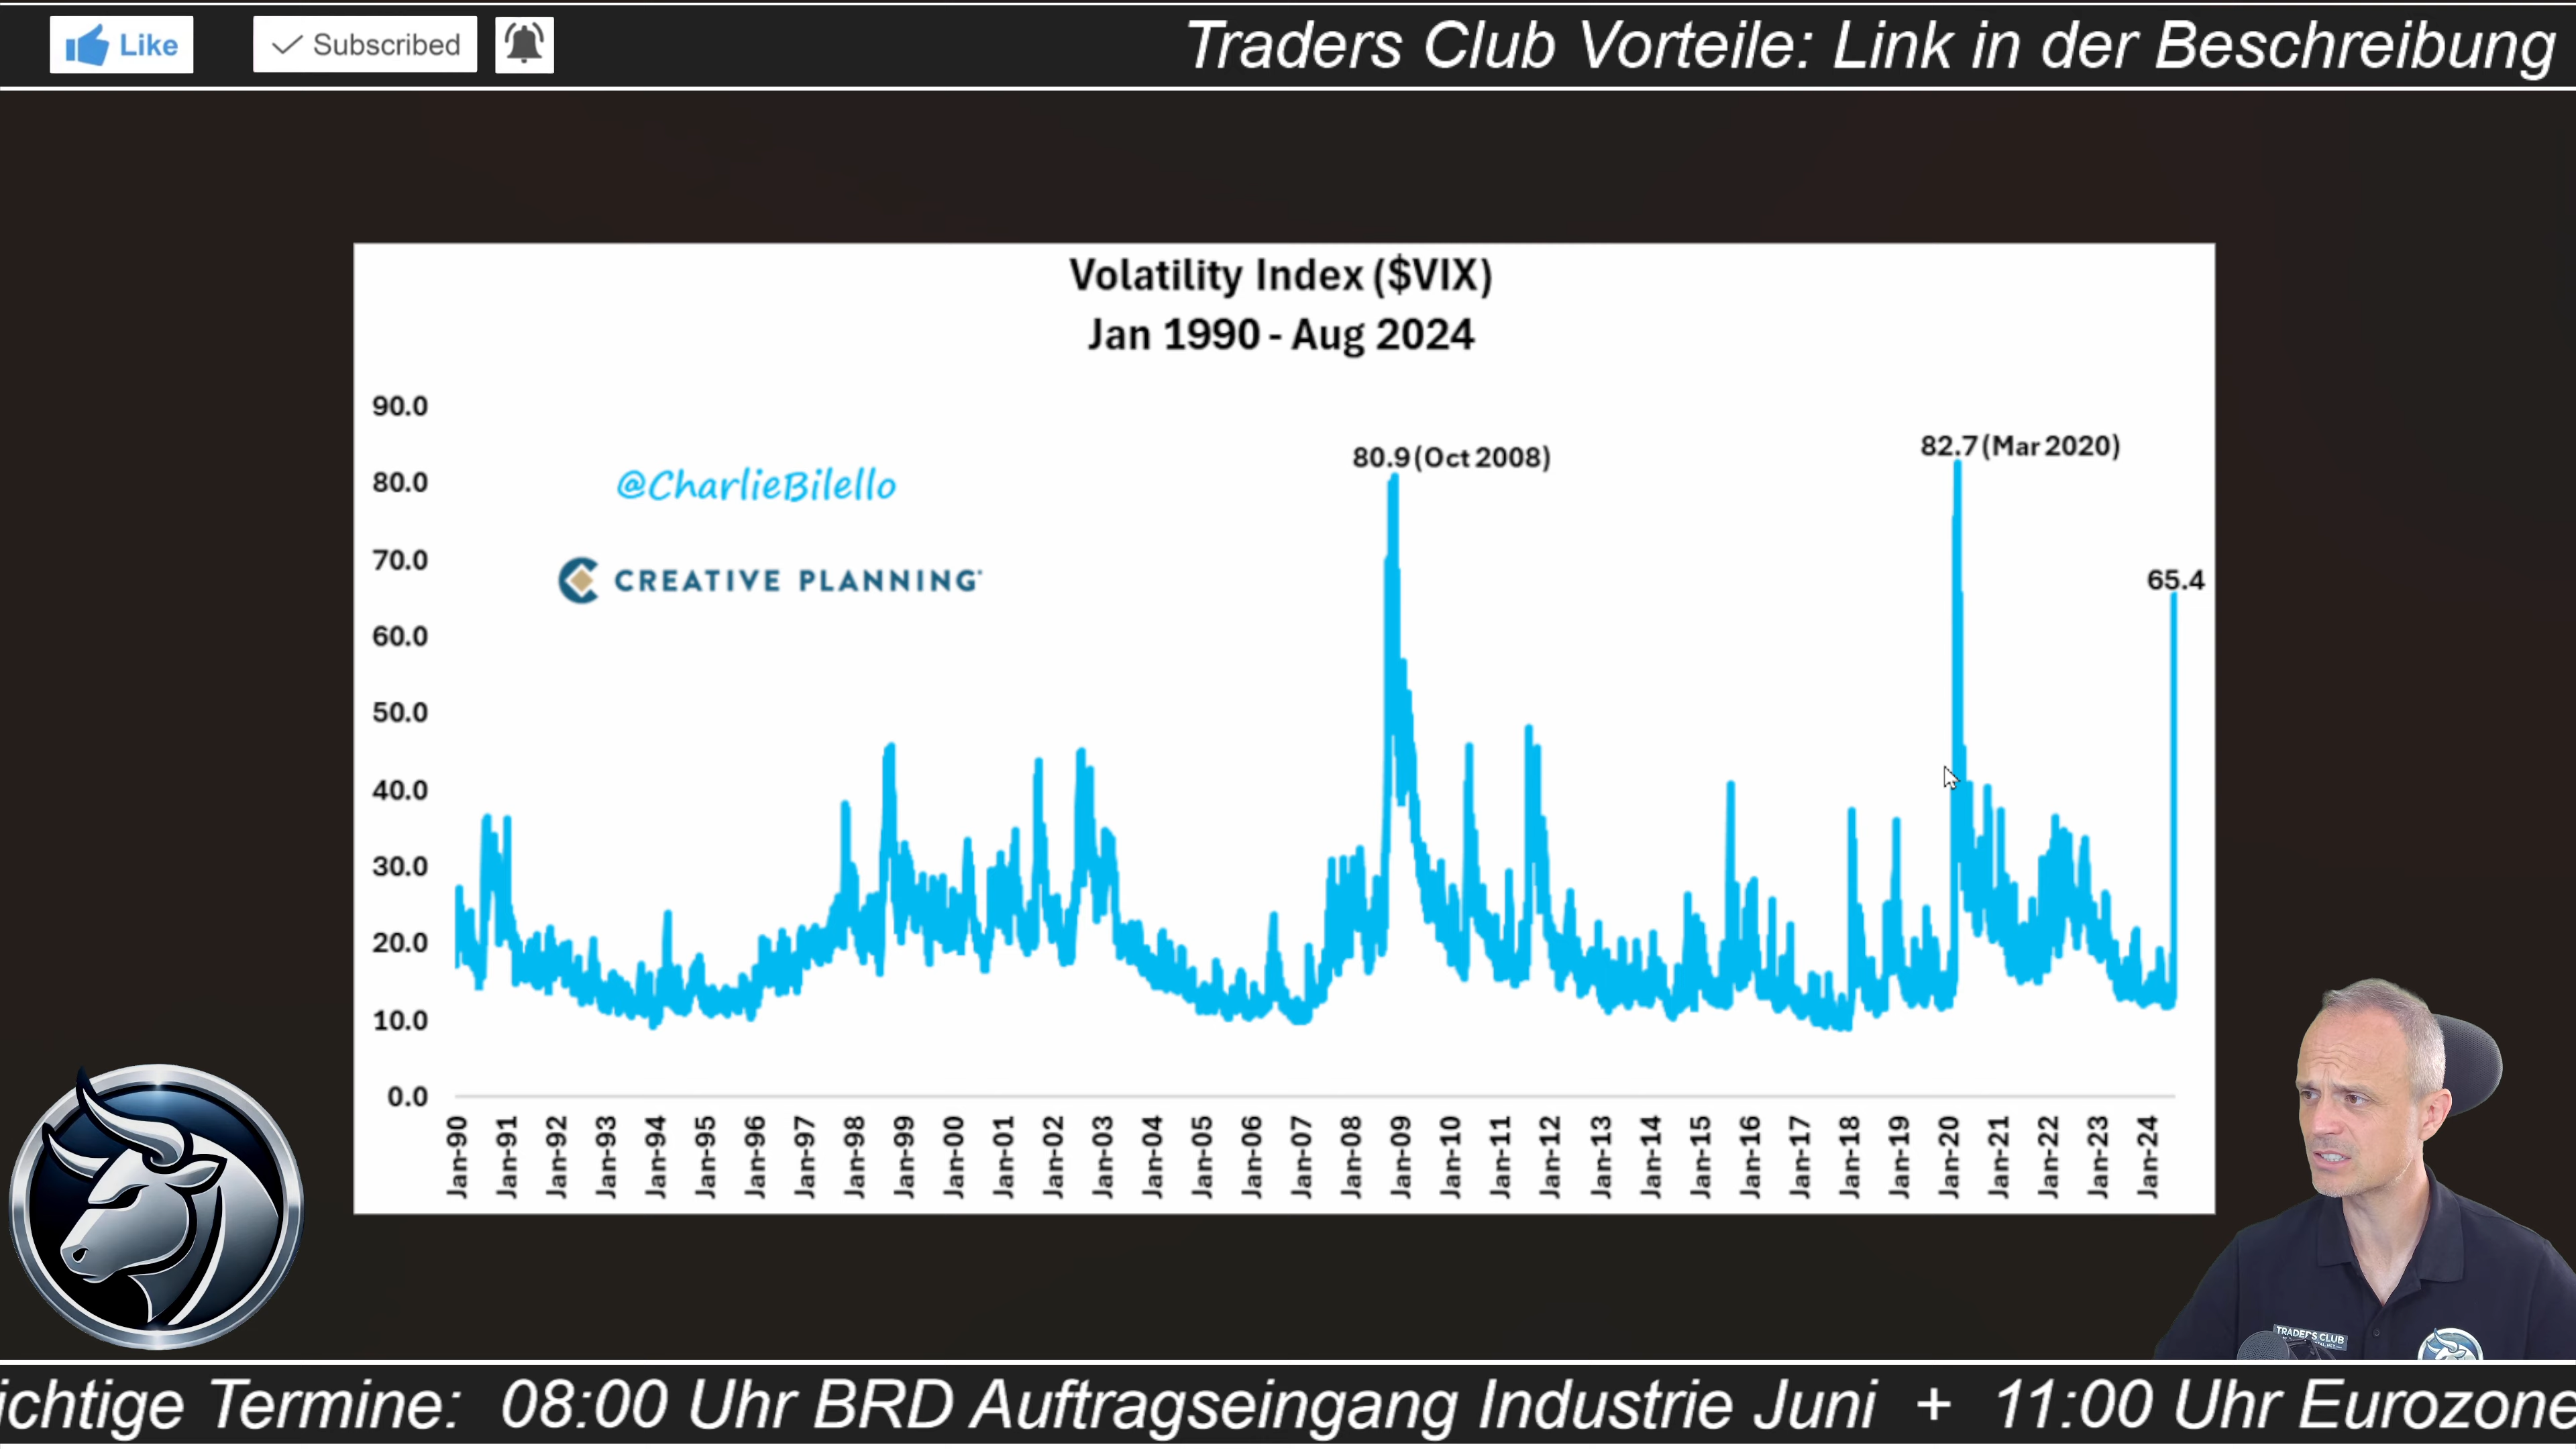 Like
Subscribed
Traders Club Vorteile: Link in der Beschreibung
Volatility Index ($VIX)
Jan 1990 - Aug 2024
90.0
80.0
70.0
60.0
50.0
40.0
30.0
20.0
10.0
0.0
@CharlieBilello
CREATIVE PLANNING
80.9 (Oct 2008)
82.7 (Mar 2020)
65.4
Jan-90
Jan-91
Jan-92
Jan-93
Jan-94
Jan-95
Jan-96
Jan-97
Jan-98
Jan-99
Jan-00
Jan-01
Jan-02
Jan-03
Jan-04
Jan-05
Jan-06
Jan-07
Jan-08
Jan-09
Jan-10
Jan-11
Jan-12
Jan-13
Jan-14
Jan-15
Jan-16
Jan-17
Jan-18
Jan-19
Jan-20
Jan-21
Jan-22
Jan-23
Jan-24
TRADERS CLUB
ichtige Termine: 08:00 Uhr BRD Auftragseingang Industrie Juni + 11:00 Uhr Eurozone